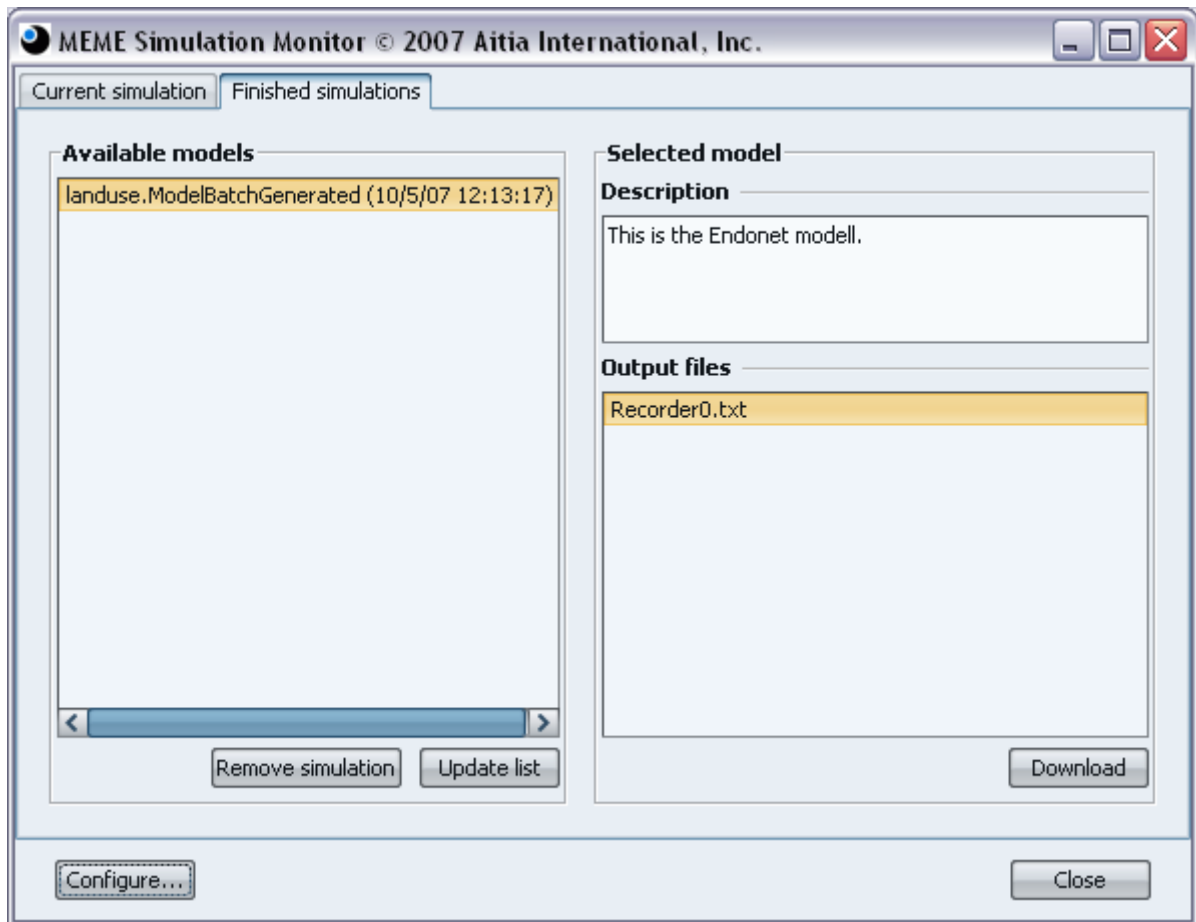 MEME Simulation Monitor © 2007 Aitia International, Inc.
Current simulation
Finished simulations
Available models
landuse.ModelBatchGenerated (10/5/07 12:13:17)
Remove simulation
Update list
Selected model
Description
This is the Endonet modell.
Output files
Recorder0.txt
Download
Configure...
Close